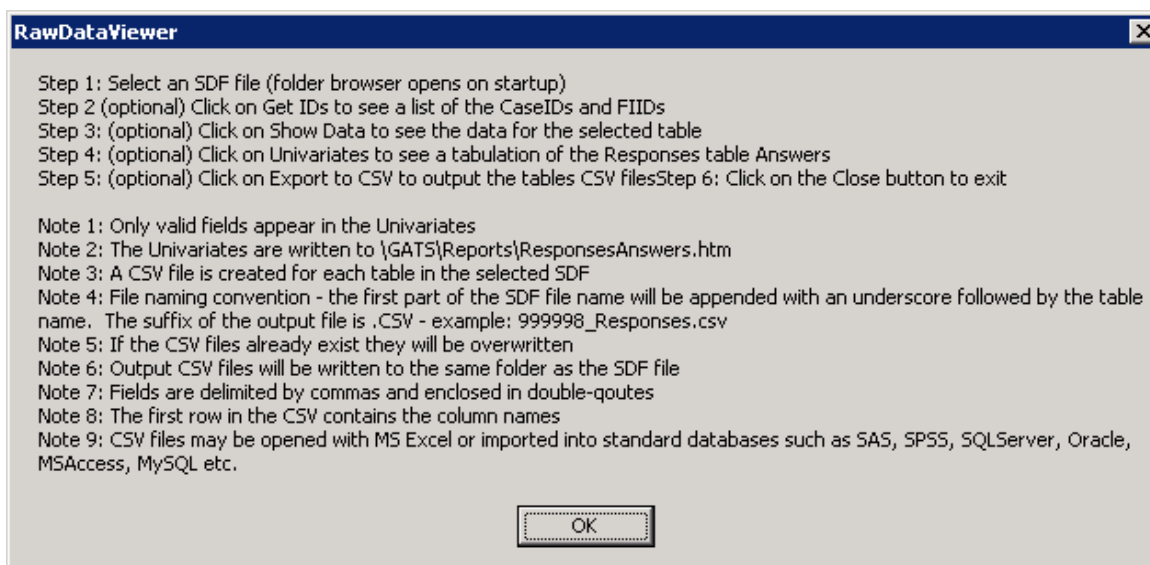 RawDataViewer
Step 1: Select an SDF file (folder browser opens on startup)
Step 2 (optional) Click on Get IDs to see a list of the CaseIDs and FIIDs
Step 3: (optional) Click on Show Data to see the data for the selected table
Step 4: (optional) Click on Univariates to see a tabulation of the Responses table Answers
Step 5: (optional) Click on Export to CSV to output the tables CSV filesStep 6: Click on the Close button to exit
Note 1: Only valid fields appear in the Univariates
Note 2: The Univariates are written to \GATS\Reports\ResponsesAnswers.htm
Note 3: A CSV file is created for each table in the selected SDF
Note 4: File naming convention - the first part of the SDF file name will be appended with an underscore followed by the table
name.  The suffix of the output file is .CSV - example: 999998_Responses.csv
Note 5: If the CSV files already exist they will be overwritten
Note 6: Output CSV files will be written to the same folder as the SDF file
Note 7: Fields are delimited by commas and enclosed in double-qoutes
Note 8: The first row in the CSV contains the column names
Note 9: CSV files may be opened with MS Excel or imported into standard databases such as SAS, SPSS, SQLServer, Oracle,
MSAccess, MySQL etc.
OK